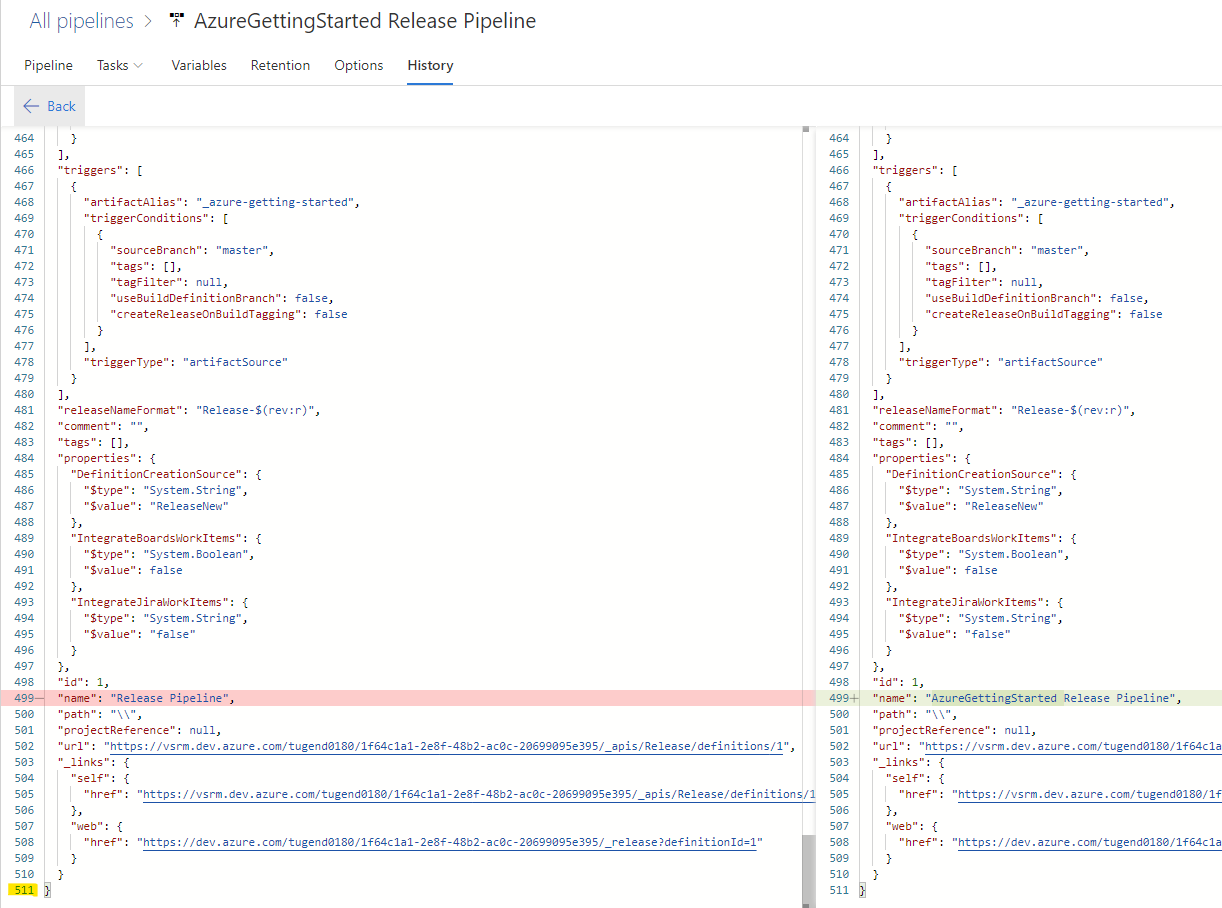 All pipelines > AzureGettingStarted Release Pipeline
Pipeline Tasks Variables Retention Options History
← Back
464 }
465 ],
466 "triggers": [
467 {
468 "artifactAlias": "_azure-getting-started",
469 "triggerConditions": [
470 {
471 "sourceBranch": "master",
472 "tags": [],
473 "tagFilter": null,
474 "useBuildDefinitionBranch": false,
475 "createReleaseOnBuildTagging": false
476 }
477 ],
478 "triggerType": "artifactSource"
479 }
480 ],
481 "releaseNameFormat": "Release-$(rev:r)",
482 "comment": "",
483 "tags": [],
484 "properties": {
485 "DefinitionCreationSource": {
486 "$type": "System.String",
487 "$value": "ReleaseNew"
488 },
489 "IntegrateBoardsWorkItems": {
490 "$type": "System.Boolean",
491 "$value": false
492 },
493 "IntegrateJiraWorkItems": {
494 "$type": "System.String",
495 "$value": "false"
496 }
497 },
498 "id": 1,
499— "name": "Release Pipeline",
500 "path": "\\",
501 "projectReference": null,
502 "url": "https://vsrm.dev.azure.com/tugend0180/1f64c1a1-2e8f-48b2-ac0c-20699095e395/_apis/Release/definitions/1",
503 "_links": {
504 "self": {
505 "href": "https://vsrm.dev.azure.com/tugend0180/1f64c1a1-2e8f-48b2-ac0c-20699095e395/_apis/Release/definitions/1
506 },
507 "web": {
508 "href": "https://dev.azure.com/tugend0180/1f64c1a1-2e8f-48b2-ac0c-20699095e395/_release?definitionId=1"
509 }
510 }
511 }
464 }
465 ],
466 "triggers": [
467 {
468 "artifactAlias": "_azure-getting-started",
469 "triggerConditions": [
470 {
471 "sourceBranch": "master",
472 "tags": [],
473 "tagFilter": null,
474 "useBuildDefinitionBranch": false,
475 "createReleaseOnBuildTagging": false
476 }
477 ],
478 "triggerType": "artifactSource"
479 }
480 ],
481 "releaseNameFormat": "Release-$(rev:r)",
482 "comment": "",
483 "tags": [],
484 "properties": {
485 "DefinitionCreationSource": {
486 "$type": "System.String",
487 "$value": "ReleaseNew"
488 },
489 "IntegrateBoardsWorkItems": {
490 "$type": "System.Boolean",
491 "$value": false
492 },
493 "IntegrateJiraWorkItems": {
494 "$type": "System.String",
495 "$value": "false"
496 }
497 },
498 "id": 1,
499+ "name": "AzureGettingStarted Release Pipeline",
500 "path": "\\",
501 "projectReference": null,
502 "url": "https://vsrm.dev.azure.com/tugend0180/1f64c1a
503 "_links": {
504 "self": {
505 "href": "https://vsrm.dev.azure.com/tugend0180/1f
506 },
507 "web": {
508 "href": "https://dev.azure.com/tugend0180/1f64c1a
509 }
510 }
511 }